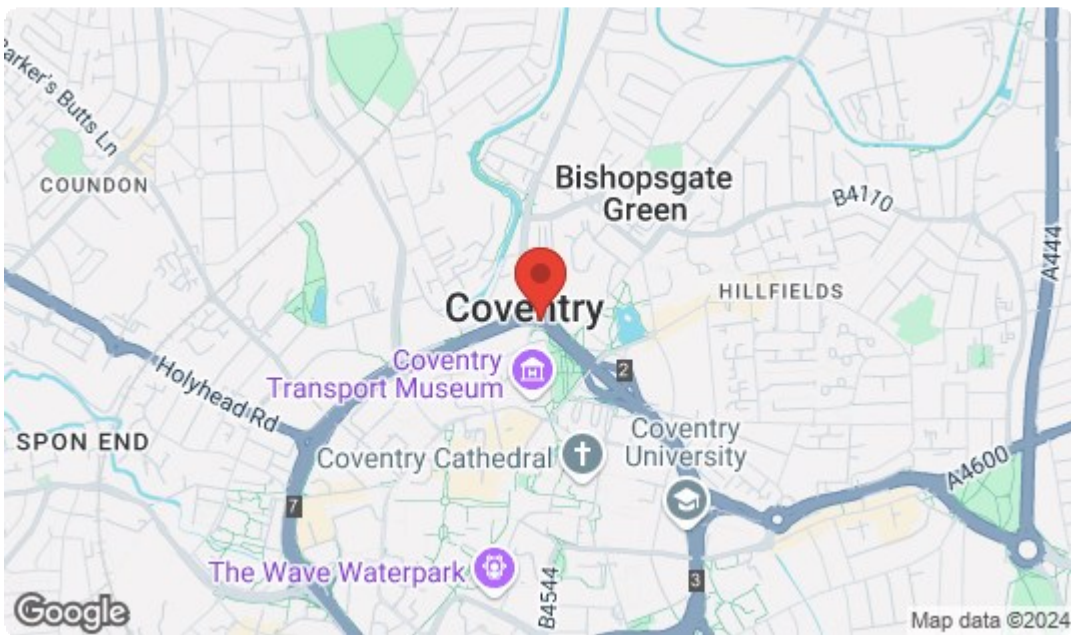 Parker's Butts Ln
COUNDON
Bishopsgate
Green
B4110
A444
HILLFIELDS
Coventry
Coventry
Transport Museum
2
Holyhead Rd
SPON END
Coventry Cathedral
Coventry
University
A4600
7
The Wave Waterpark
B4544
3
Google
Map data ©2024